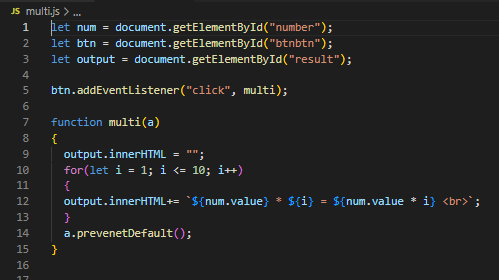 JS multi.js > ...
1 let num = document.getElementById("number");
2 let btn = document.getElementById("btnbtn");
3 let output = document.getElementById("result");
4
5 btn.addEventListener("click", multi);
6
7 function multi(a)
8 {
9 output.innerHTML = "";
10 for(let i = 1; i <= 10; i++)
11 {
12 output.innerHTML+= `${num.value} * ${i} = ${num.value * i} <br>`;
13 }
14 a.prevenetDefault();
15 }
16
17